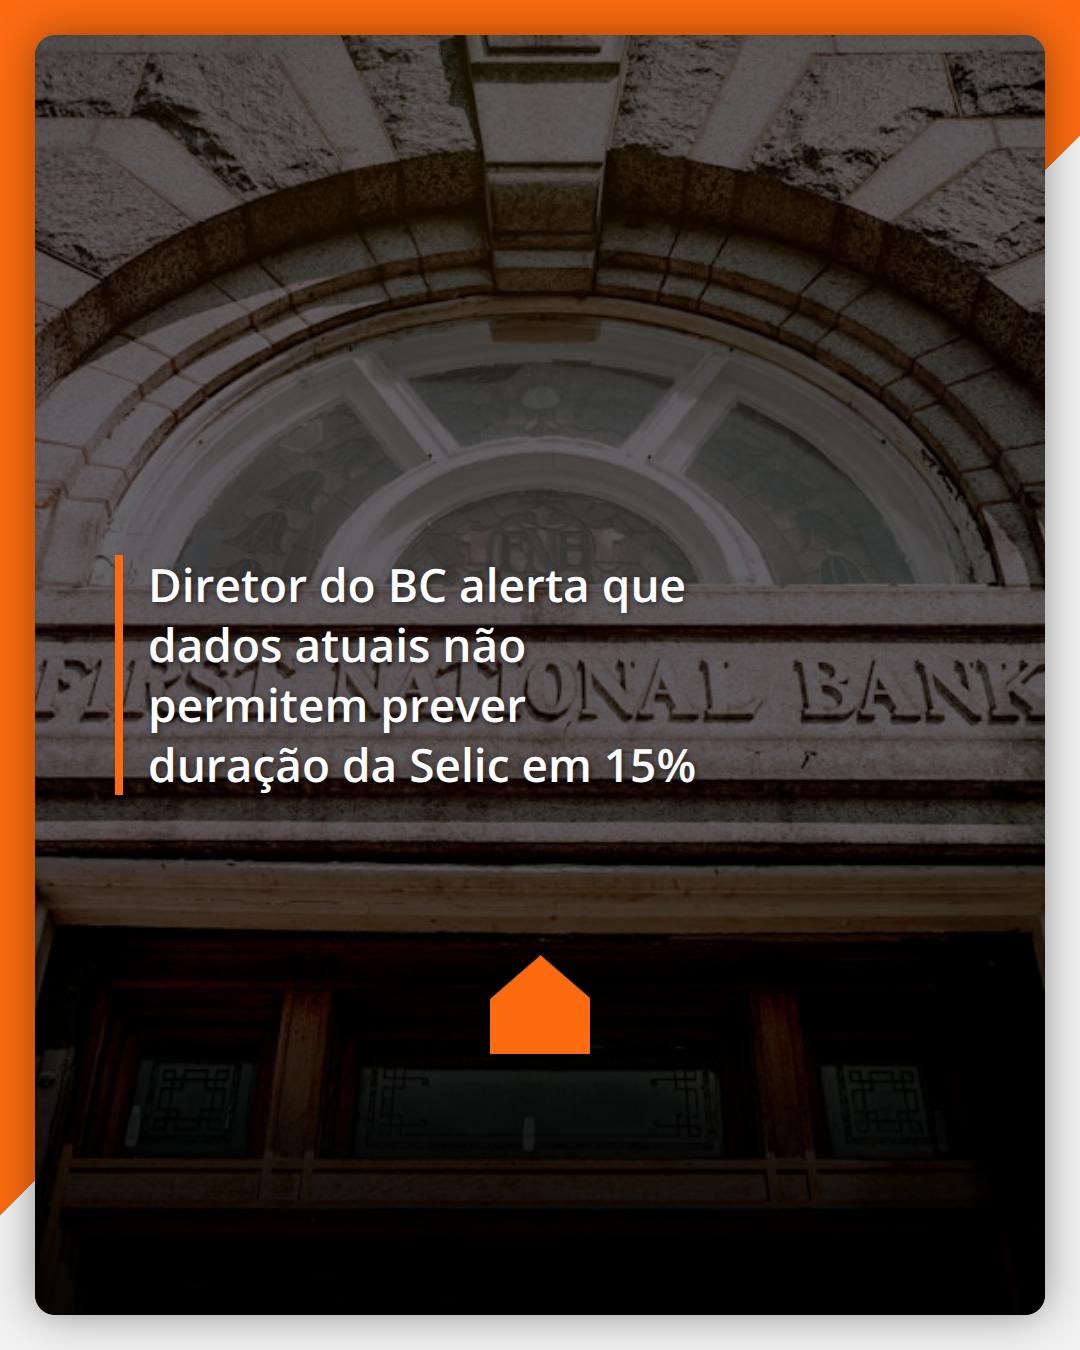 Diretor do BC alerta que
dados atuais não
permitem prever
duração da Selic em 15%
FIRST NATIONAL BANK
FNB